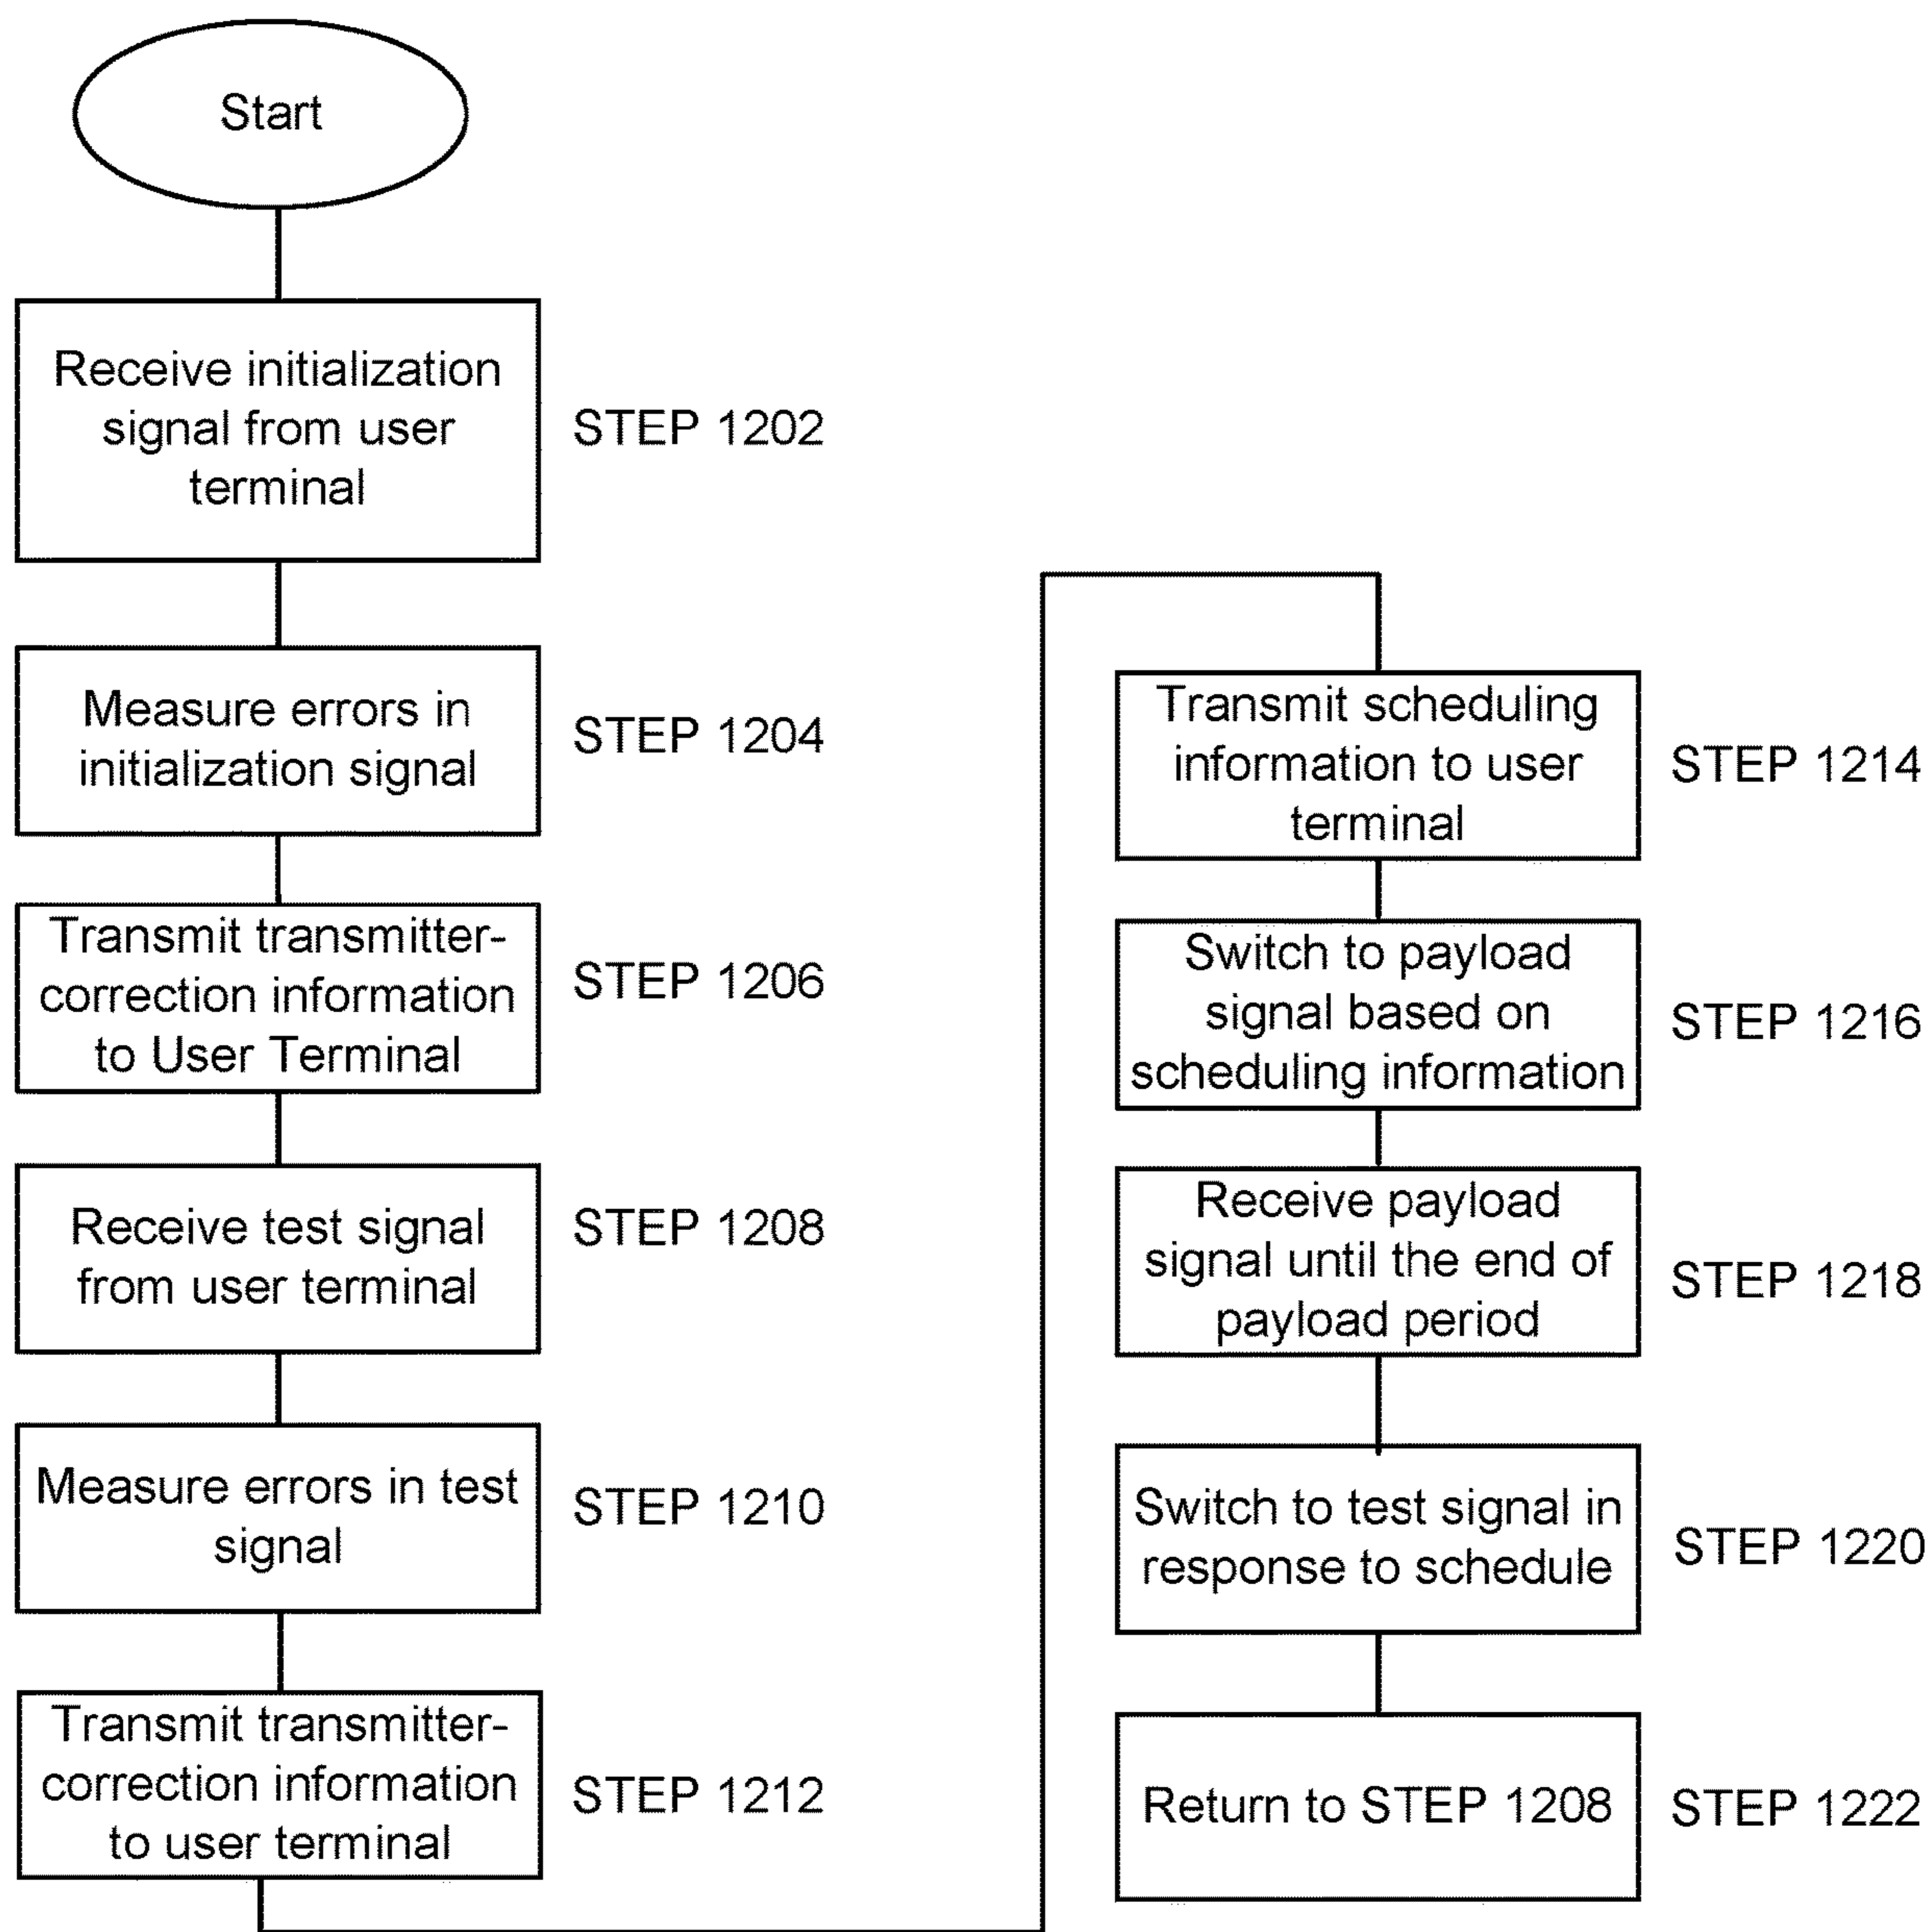 Start
Receive initialization
signal from user
terminal
STEP 1202
Measure errors in
initialization signal
STEP 1204
Transmit transmitter-
correction information
to User Terminal
STEP 1206
Receive test signal
from user terminal
STEP 1208
Measure errors in test
signal
STEP 1210
Transmit transmitter-
correction information
to user terminal
STEP 1212
Transmit scheduling
information to user
terminal
STEP 1214
Switch to payload
signal based on
scheduling information
STEP 1216
Receive payload
signal until the end of
payload period
STEP 1218
Switch to test signal in
response to schedule
STEP 1220
Return to STEP 1208
STEP 1222